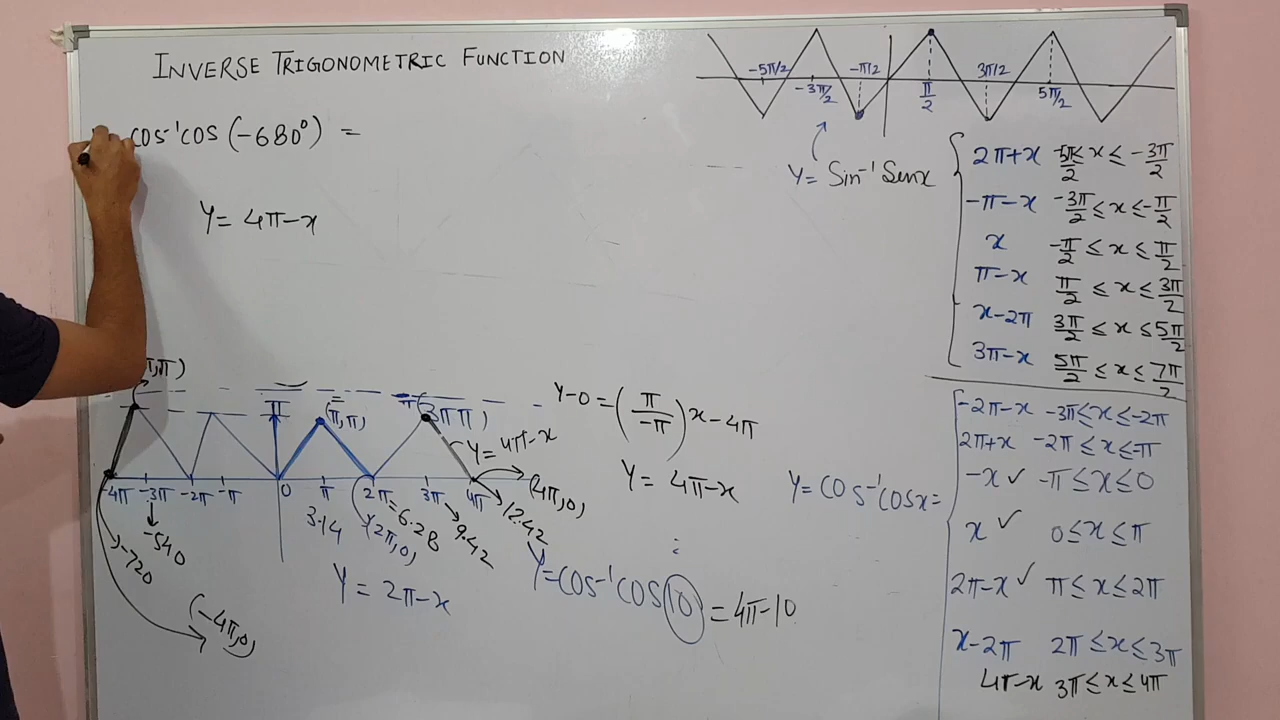 INVERSE TRIGONOMETRIC FUNCTION
cos⁻¹cos(-680°) =
Y= 4π-x
-5π/2 -3π/2 -π/2 π/2 3π/2 5π/2
Y= Sin⁻¹Sinx
2π+x -5π/2 ≤ x ≤ -3π/2
-π-x -3π/2 ≤ x ≤ -π/2
x -π/2 ≤ x ≤ π/2
π-x π/2 ≤ x ≤ 3π/2
x-2π 3π/2 ≤ x ≤ 5π/2
3π-x 5π/2 ≤ x ≤ 7π/2
π,π) π (π,π) π (3π π)
Y=4π-x
-4π -3π -2π -π 0 π 2π 3π 4π
-720 -540 3.14 =6.28 9.42 12.42
(2π,0) (4π,0)
(-4π,0)
Y= 2π-x
Y-0 = (π/-π) x-4π
Y= 4π-x
Y=cos⁻¹cos 10 = 4π-10
Y= cos⁻¹cosx=
-2π-x -3π≤x≤-2π
2π+x -2π≤x≤-π
-x ✓ -π≤x≤0
x ✓ 0≤x≤π
2π-x ✓ π≤x≤2π
x-2π 2π≤x≤3π
4π-x 3π≤x≤4π